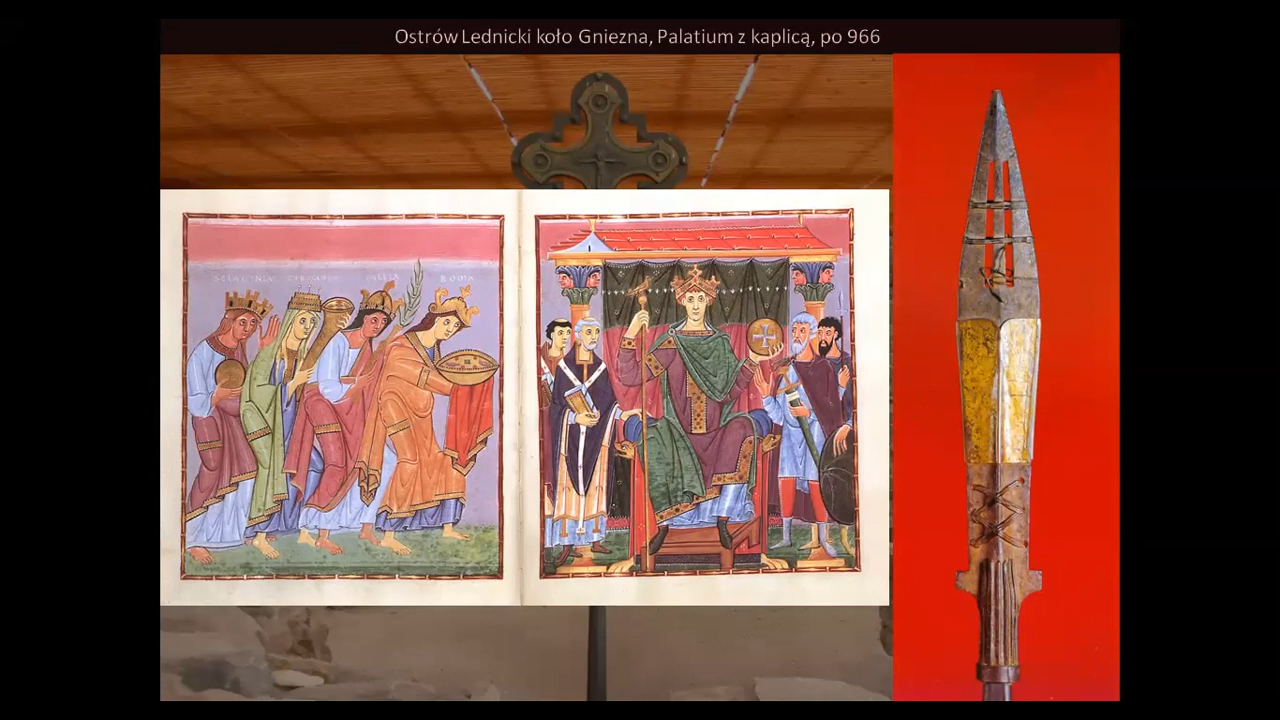 Ostrów Lednicki koło Gniezna, Palatium z kaplicą, po 966
ROMA